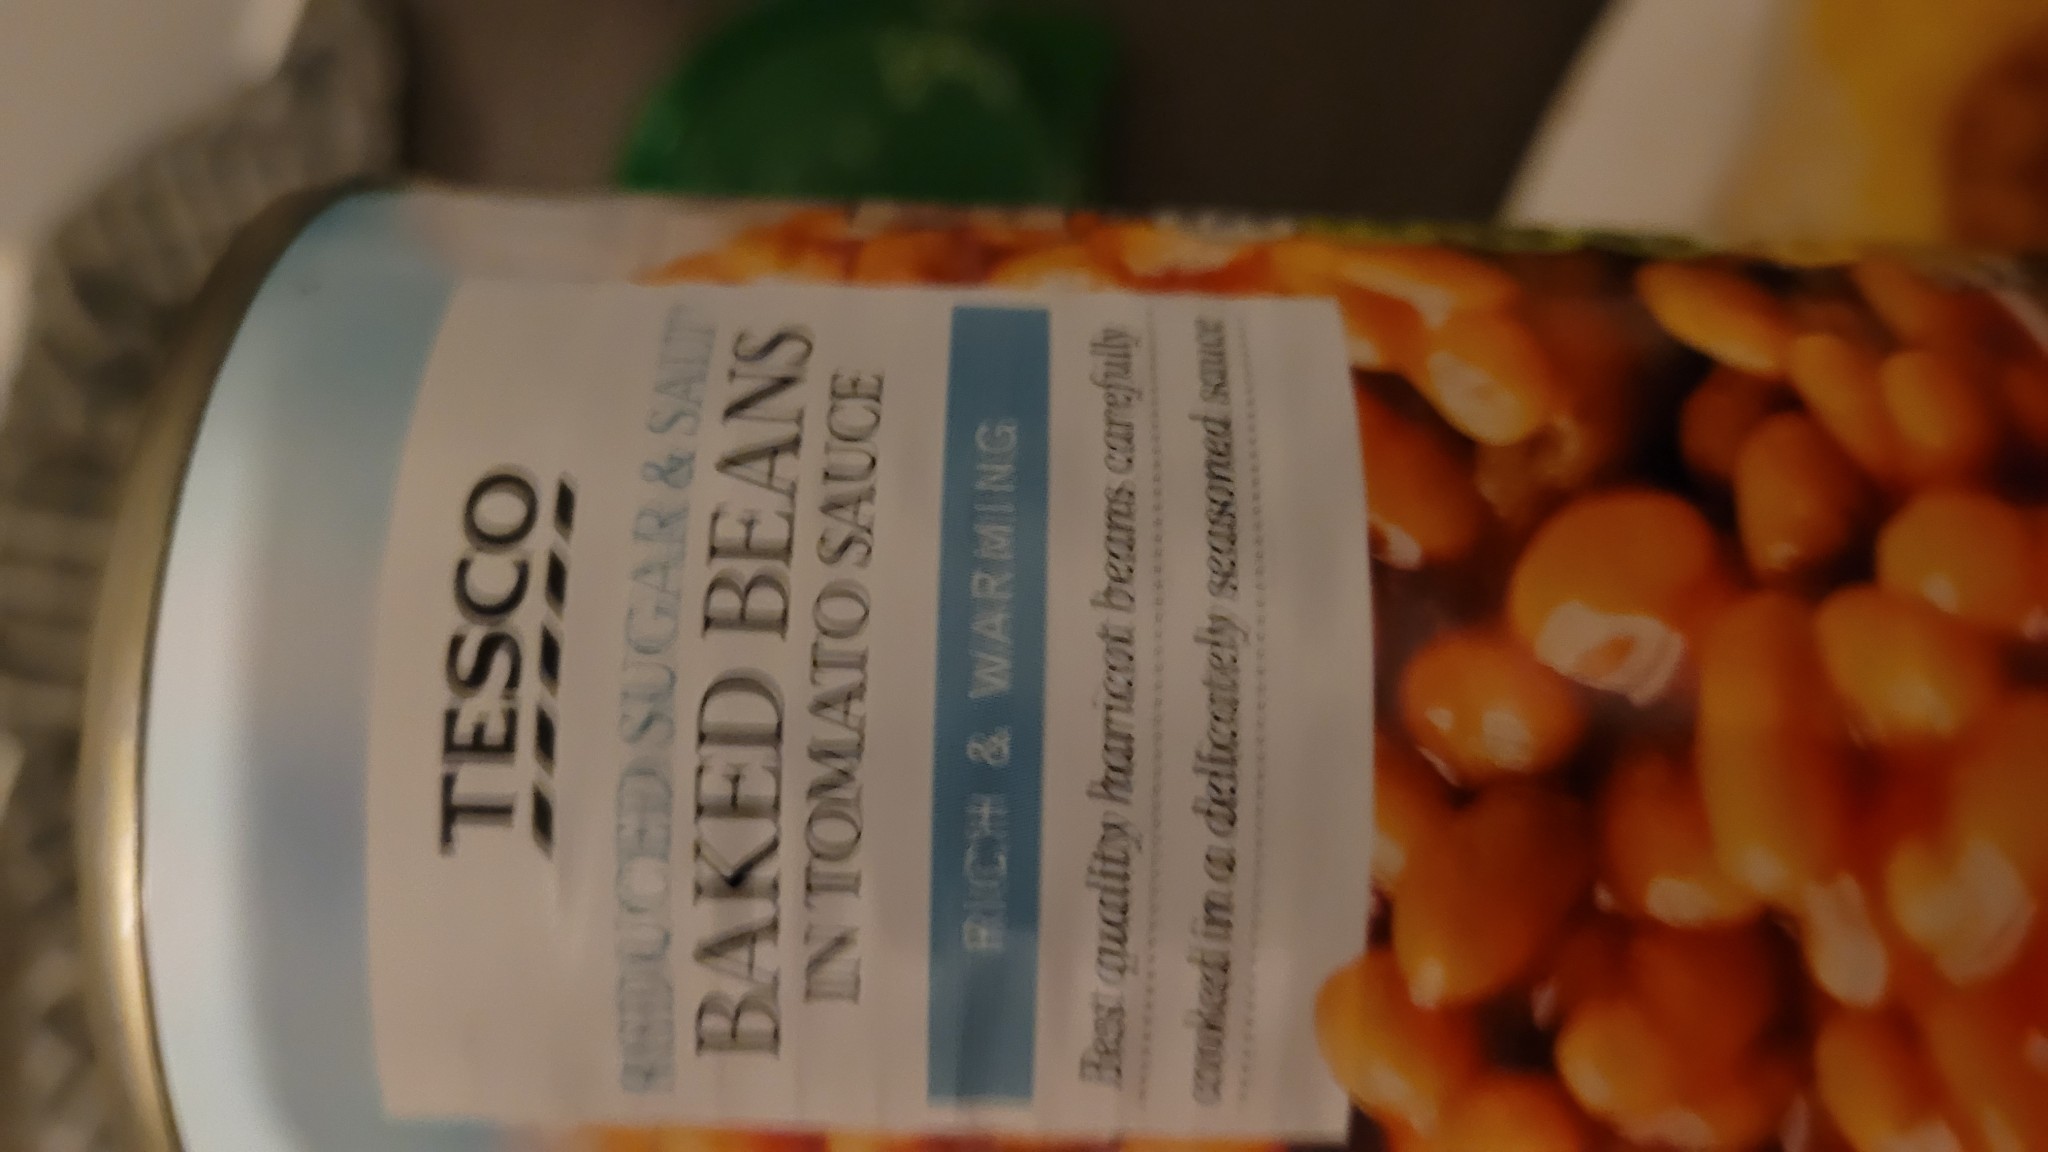 TESCO
REDUCED SUGAR & SALT
BAKED BEANS
IN TOMATO SAUCE
RICH & WARMING
Best quality harricot beans carefully
cooked in a delicately seasoned sauce